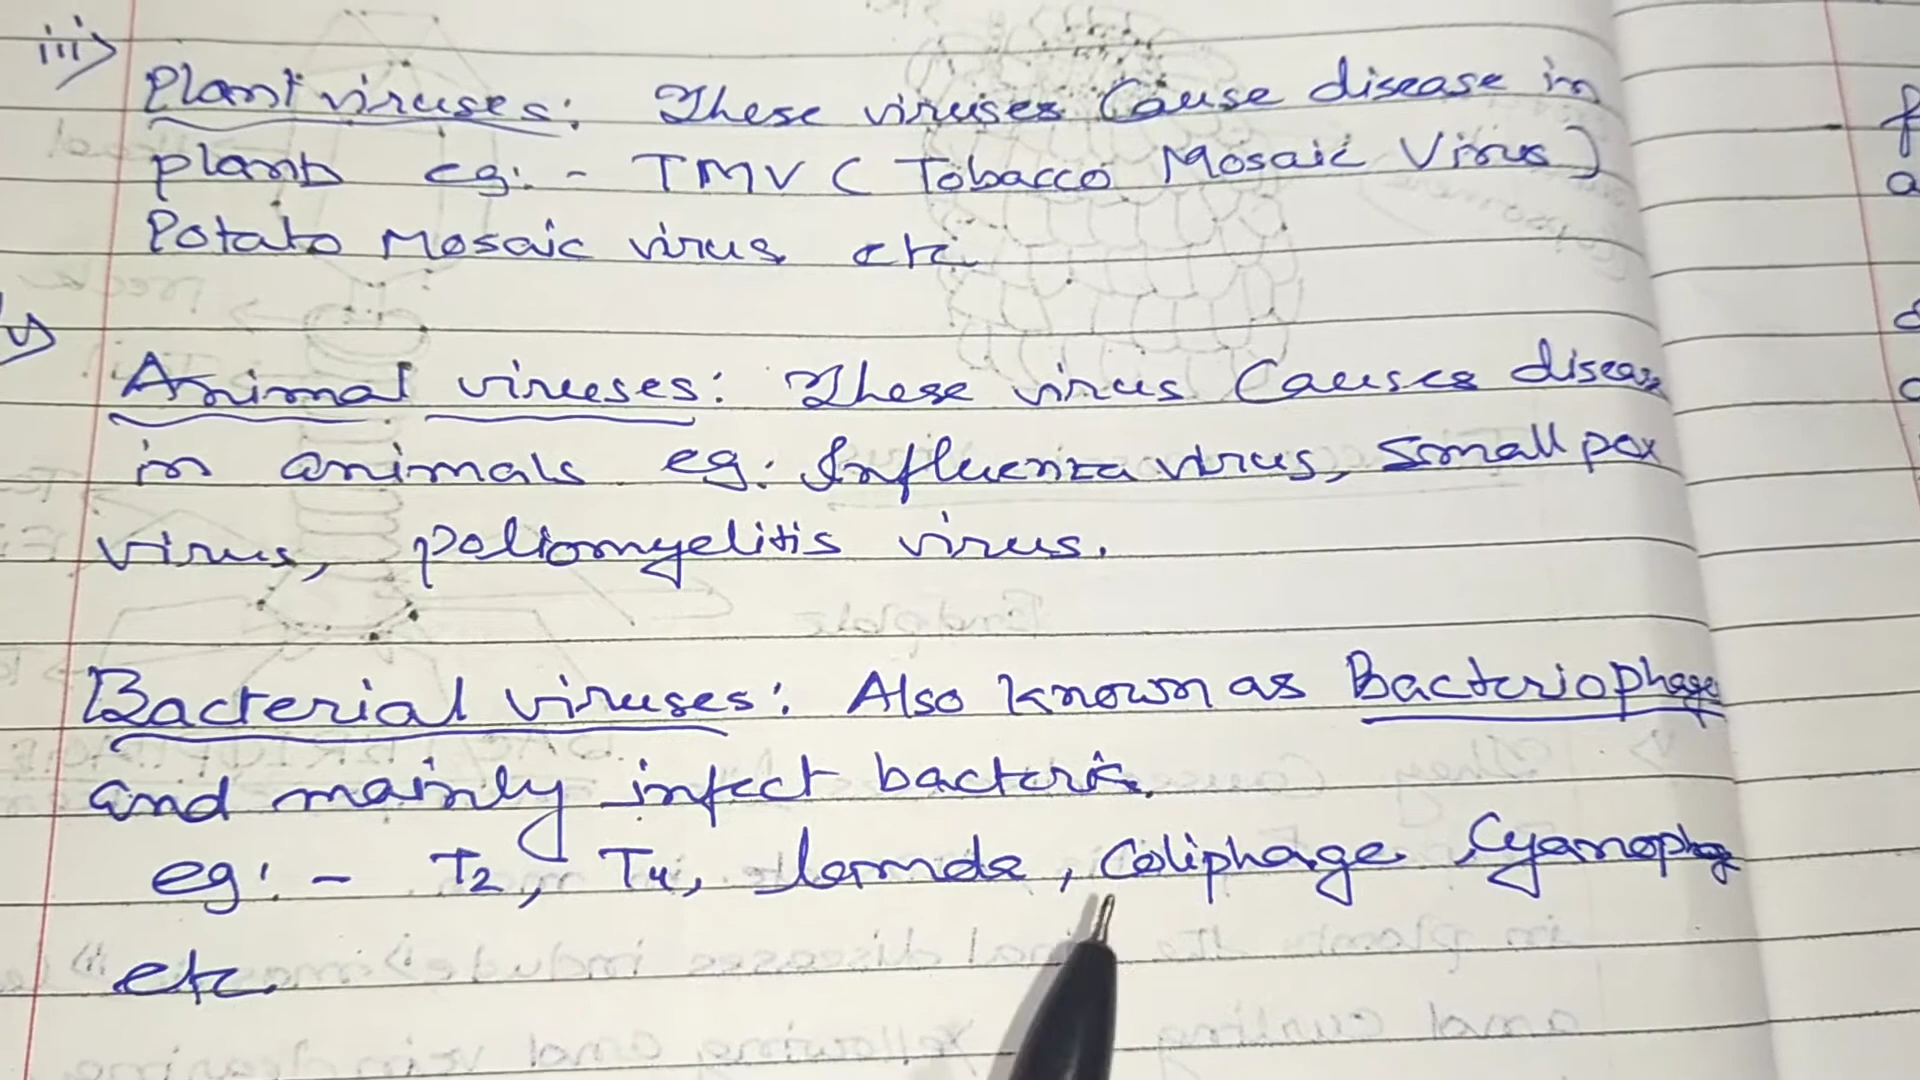 iii>
Plant viruses: These viruses Cause disease in
plants eg:- TMV ( Tobacco Mosaic Virus )
Potato Mosaic virus etc.
v>
Animal viruses: These virus Causes disease
in animals eg: Influenza virus, Small pox
virus, poliomyelitis virus.
Bacterial viruses: Also known as Bacteriophage
and mainly infect bacteria.
eg:- T2, T4, lamda, Coliphage, Cyanophage
etc.